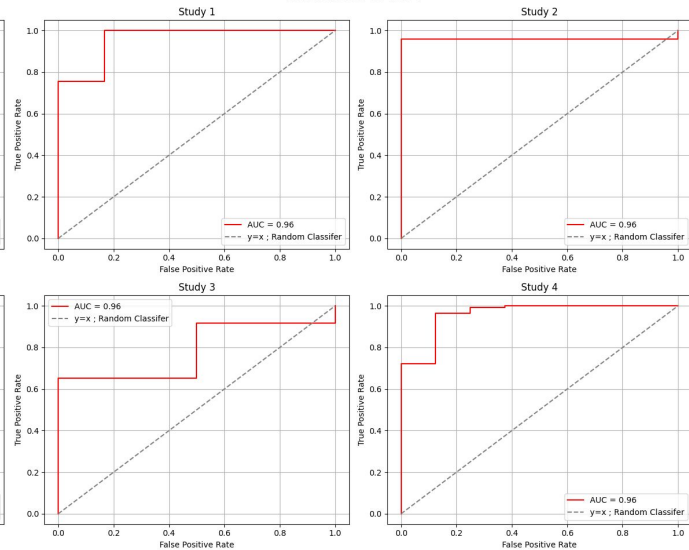 Study 1
True Positive Rate
1.0
0.8
0.6
0.4
0.2
0.0
AUC = 0.96
y=x ; Random Classifer
0.0 0.2 0.4 0.6 0.8 1.0
False Positive Rate
Study 2
True Positive Rate
1.0
0.8
0.6
0.4
0.2
0.0
AUC = 0.96
y=x ; Random Classifer
0.0 0.2 0.4 0.6 0.8 1.0
False Positive Rate
Study 3
True Positive Rate
1.0
0.8
0.6
0.4
0.2
0.0
AUC = 0.96
y=x ; Random Classifer
0.0 0.2 0.4 0.6 0.8 1.0
False Positive Rate
Study 4
True Positive Rate
1.0
0.8
0.6
0.4
0.2
0.0
AUC = 0.96
y=x ; Random Classifer
0.0 0.2 0.4 0.6 0.8 1.0
False Positive Rate